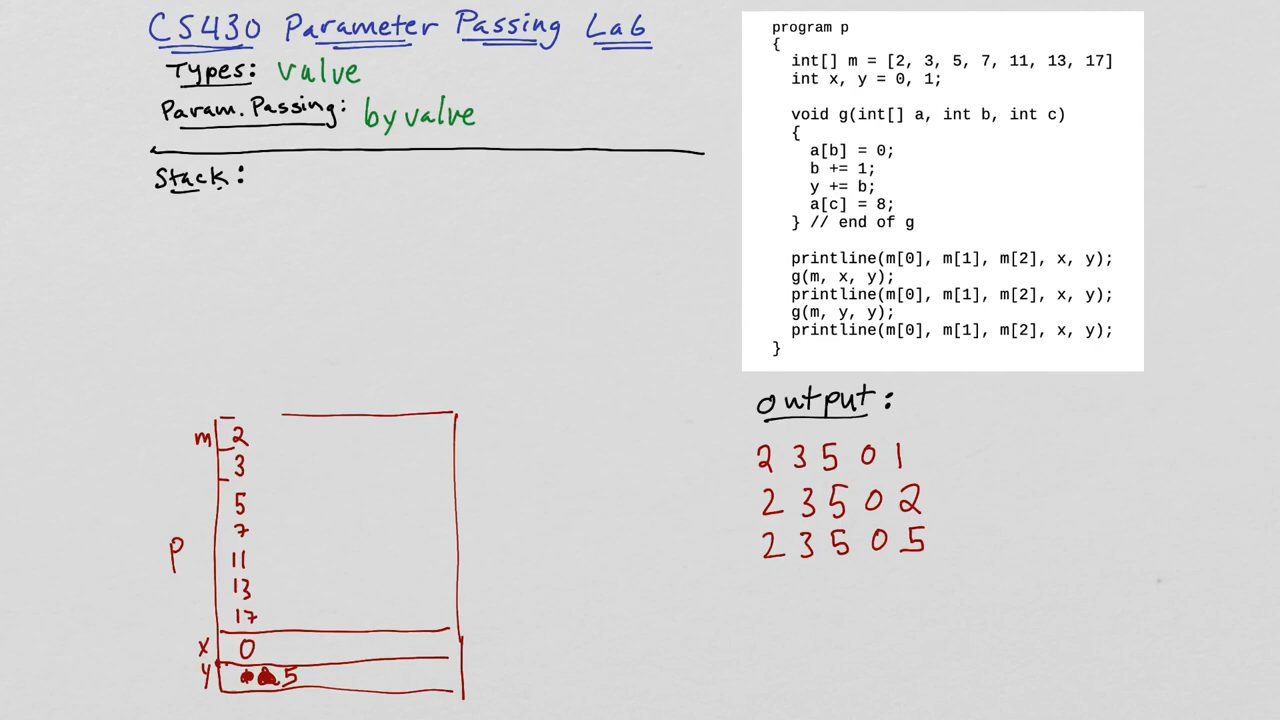 CS430 Parameter Passing Lab
Types: value
Param. Passing: by value
Stack:
program p
{
int[] m = [2, 3, 5, 7, 11, 13, 17]
int x, y = 0, 1;
void g(int[] a, int b, int c)
{
a[b] = 0;
b += 1;
y += b;
a[c] = 8;
} // end of g
printline(m[0], m[1], m[2], x, y);
g(m, x, y);
printline(m[0], m[1], m[2], x, y);
g(m, y, y);
printline(m[0], m[1], m[2], x, y);
}
output:
2 3 5 0 1
2 3 5 0 2
2 3 5 0 5
m 2
3
5
7
p 11
13
17
x 0
y 5